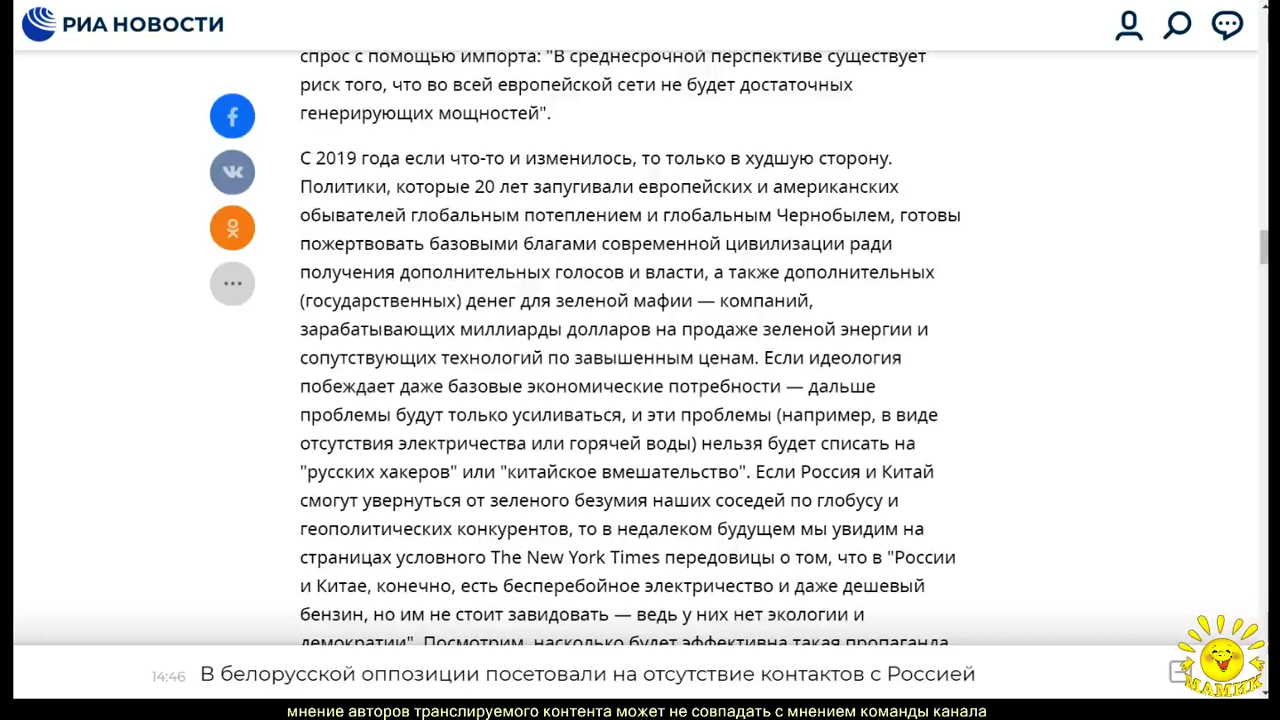 РИА НОВОСТИ
спрос с помощью импорта: "В среднесрочной перспективе существует
риск того, что во всей европейской сети не будет достаточных
генерирующих мощностей".
С 2019 года если что-то и изменилось, то только в худшую сторону.
Политики, которые 20 лет запугивали европейских и американских
обывателей глобальным потеплением и глобальным Чернобылем, готовы
пожертвовать базовыми благами современной цивилизации ради
получения дополнительных голосов и власти, а также дополнительных
(государственных) денег для зеленой мафии — компаний,
зарабатывающих миллиарды долларов на продаже зеленой энергии и
сопутствующих технологий по завышенным ценам. Если идеология
побеждает даже базовые экономические потребности — дальше
проблемы будут только усиливаться, и эти проблемы (например, в виде
отсутствия электричества или горячей воды) нельзя будет списать на
"русских хакеров" или "китайское вмешательство". Если Россия и Китай
смогут увернуться от зеленого безумия наших соседей по глобусу и
геополитических конкурентов, то в недалеком будущем мы увидим на
страницах условного The New York Times передовицы о том, что в "России
и Китае, конечно, есть бесперебойное электричество и даже дешевый
бензин, но им не стоит завидовать — ведь у них нет экологии и
демократии". Посмотрим, насколько будет эффективна такая пропаганда
14:46 В белорусской оппозиции посетовали на отсутствие контактов с Россией
МАМИК
мнение авторов транслируемого контента может не совпадать с мнением команды канала